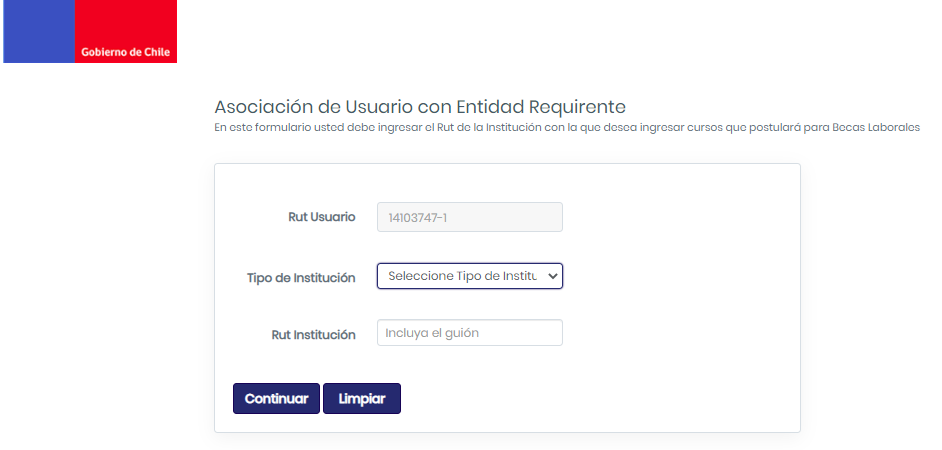 Gobierno de Chile
Asociación de Usuario con Entidad Requirente
En este formulario usted debe ingresar el Rut de la Institución con la que desea ingresar cursos que postulará para Becas Laborales
Rut Usuario 14103747-1
Tipo de Institución Seleccione Tipo de Institu
Rut Institución Incluya el guión
Continuar Limpiar